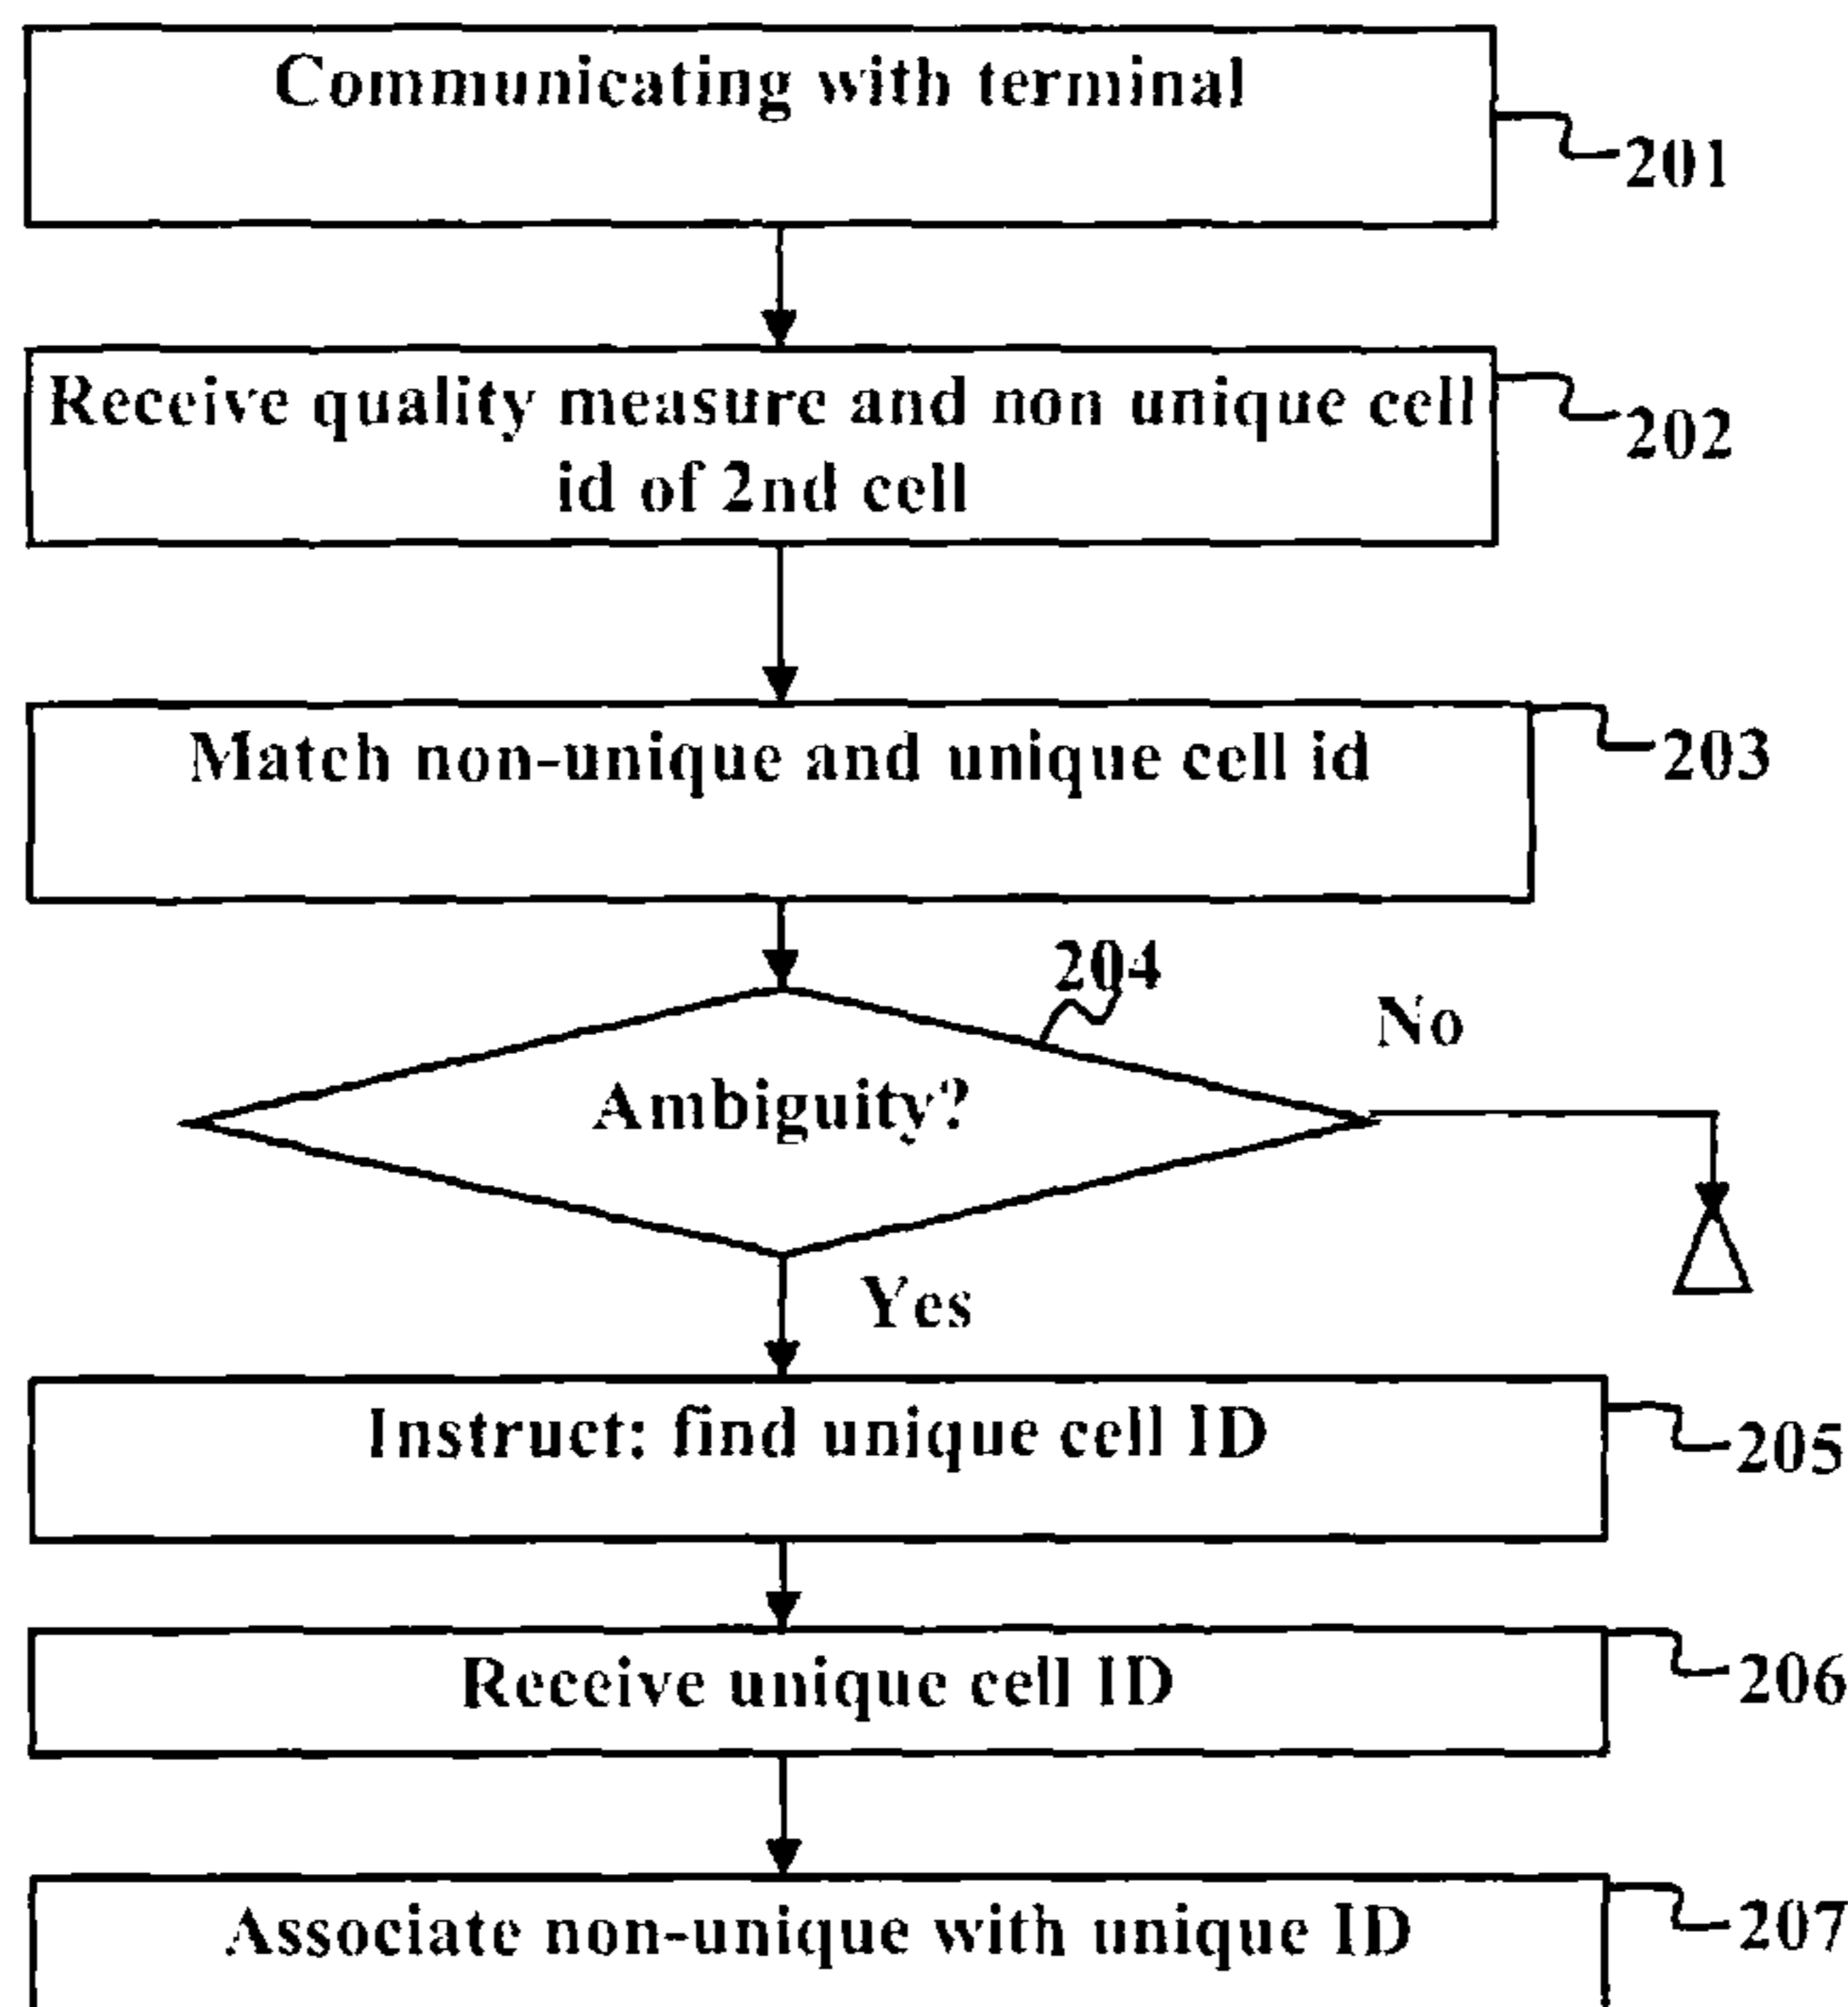 Communicating with terminal
201
Receive quality measure and non unique cell
id of 2nd cell
202
Match non-unique and unique cell id
203
204
No
Ambiguity?
Yes
Instruct: find unique cell ID
205
Receive unique cell ID
206
Associate non-unique with unique ID
207